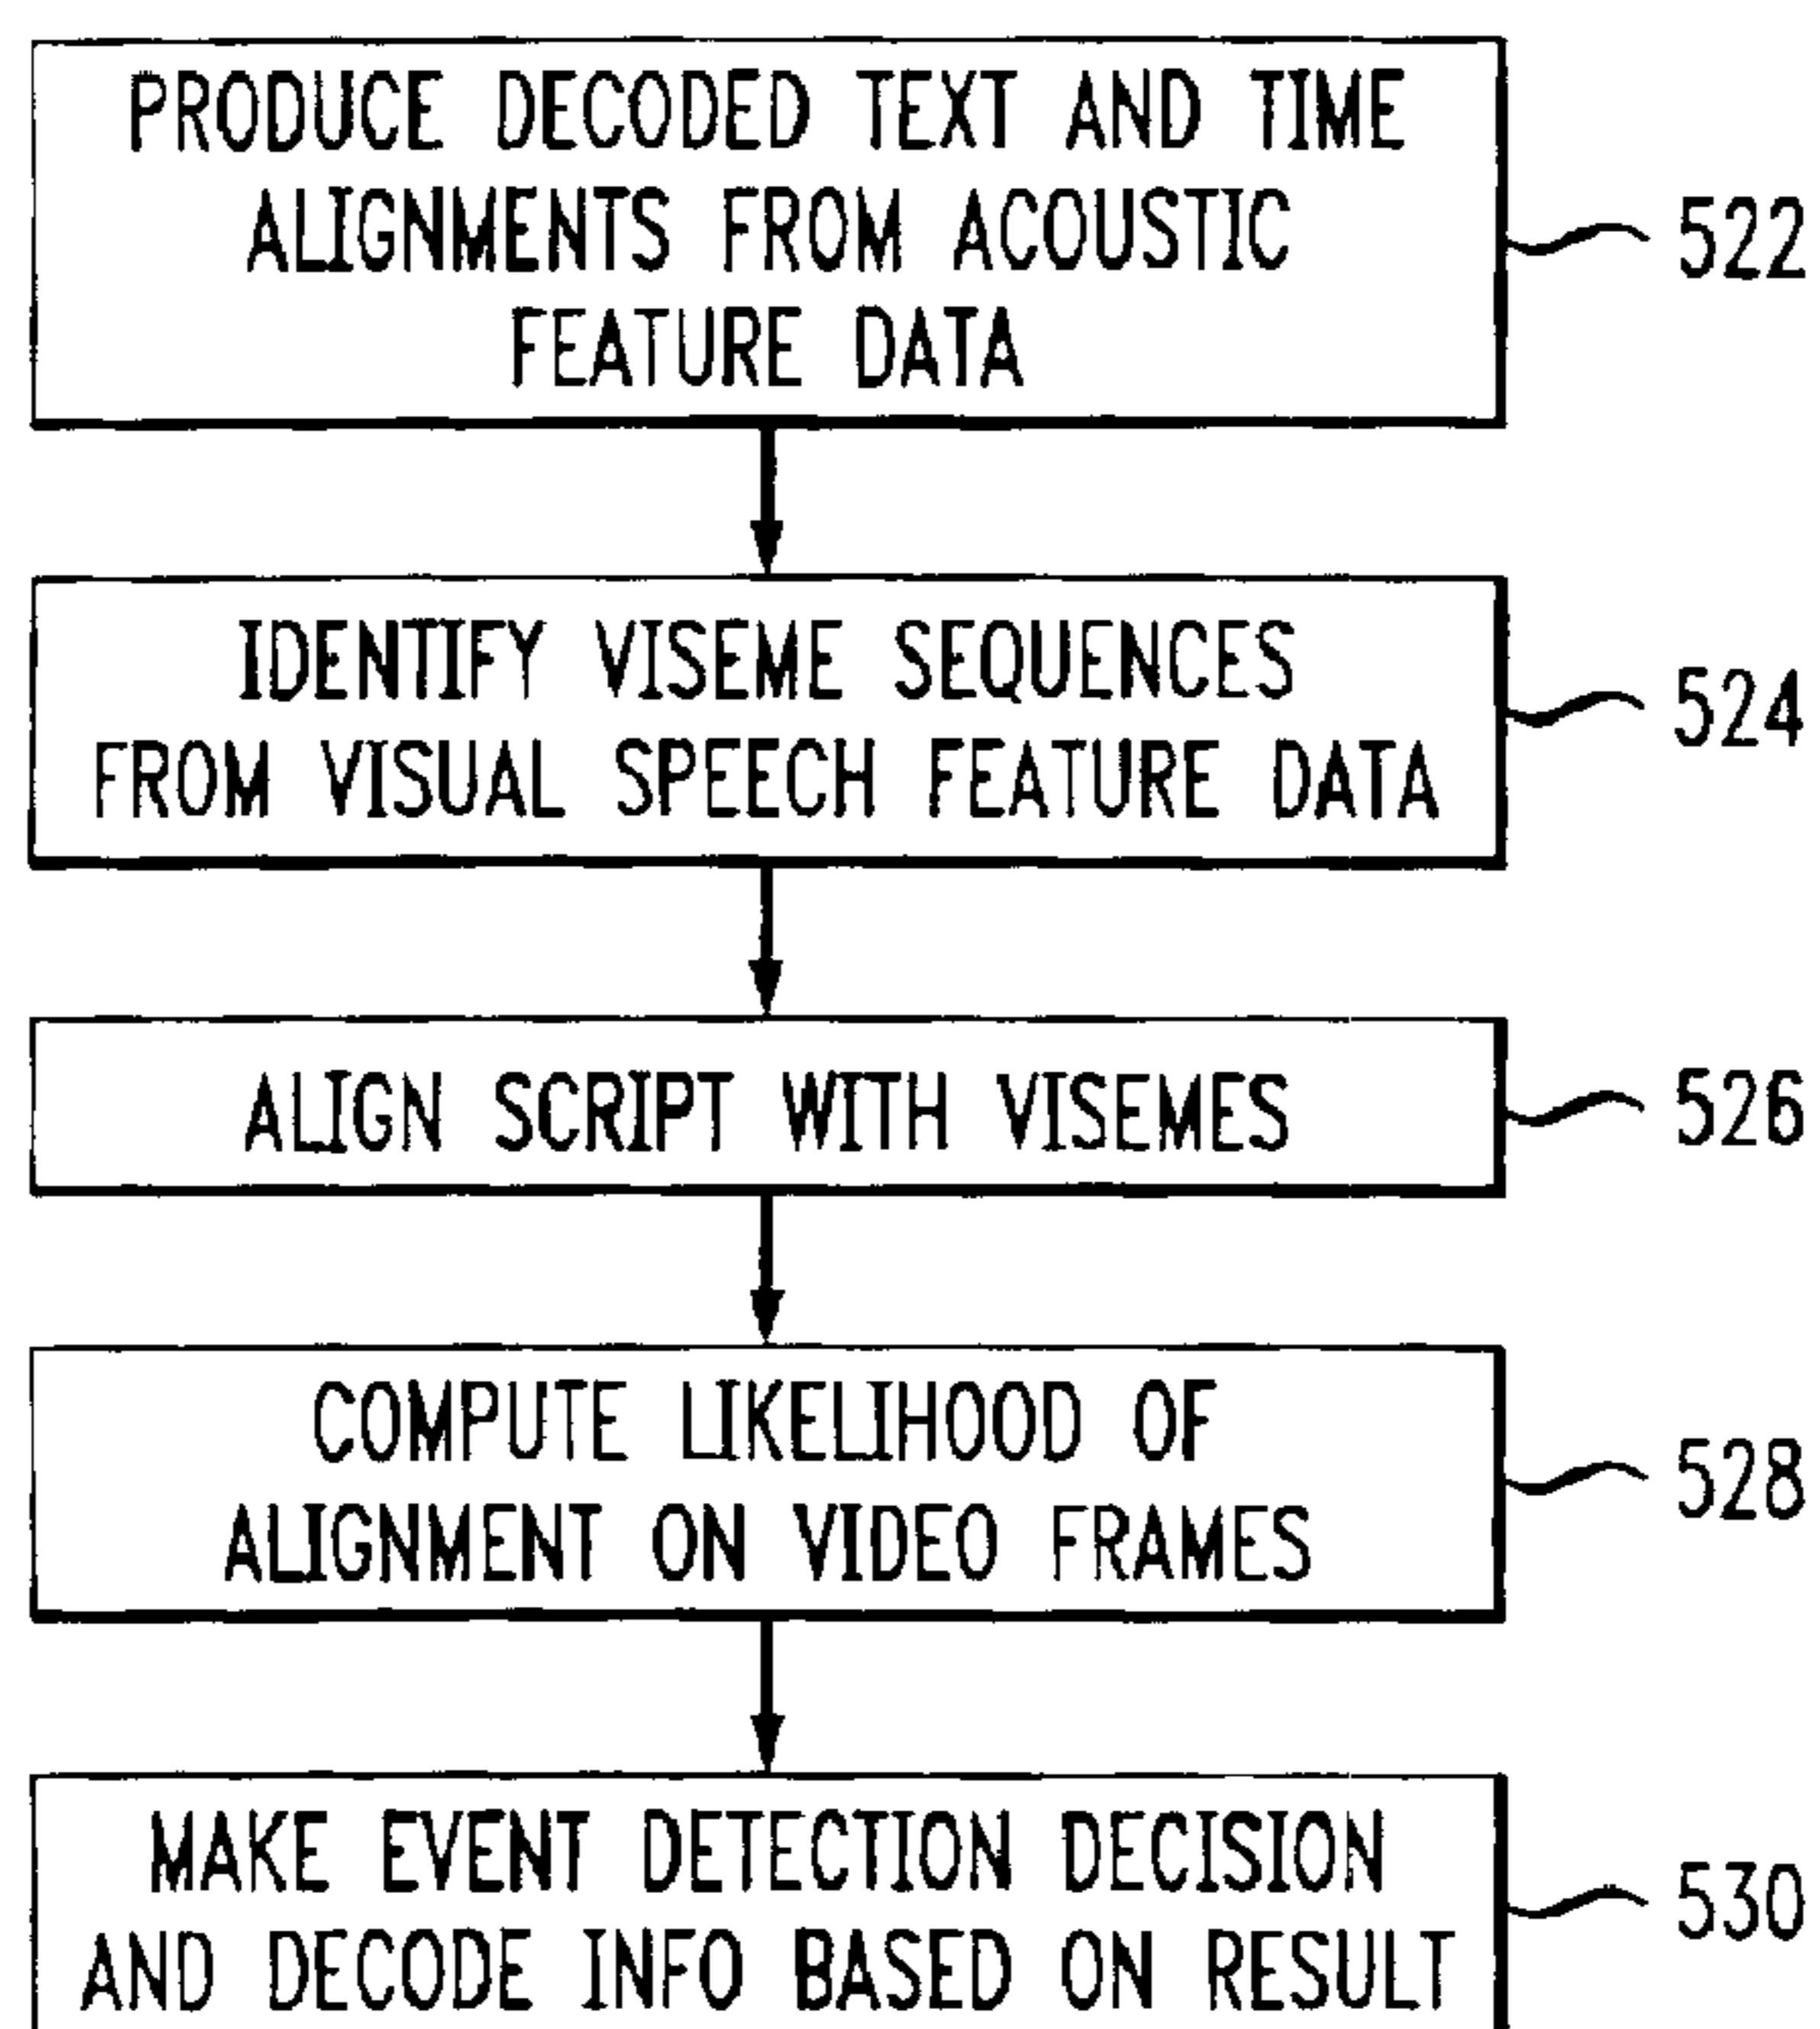 PRODUCE DECODED TEXT AND TIME
ALIGNMENTS FROM ACOUSTIC
FEATURE DATA
522
IDENTIFY VISEME SEQUENCES
FROM VISUAL SPEECH FEATURE DATA
524
ALIGN SCRIPT WITH VISEMES
526
COMPUTE LIKELIHOOD OF
ALIGNMENT ON VIDEO FRAMES
528
MAKE EVENT DETECTION DECISION
AND DECODE INFO BASED ON RESULT
530